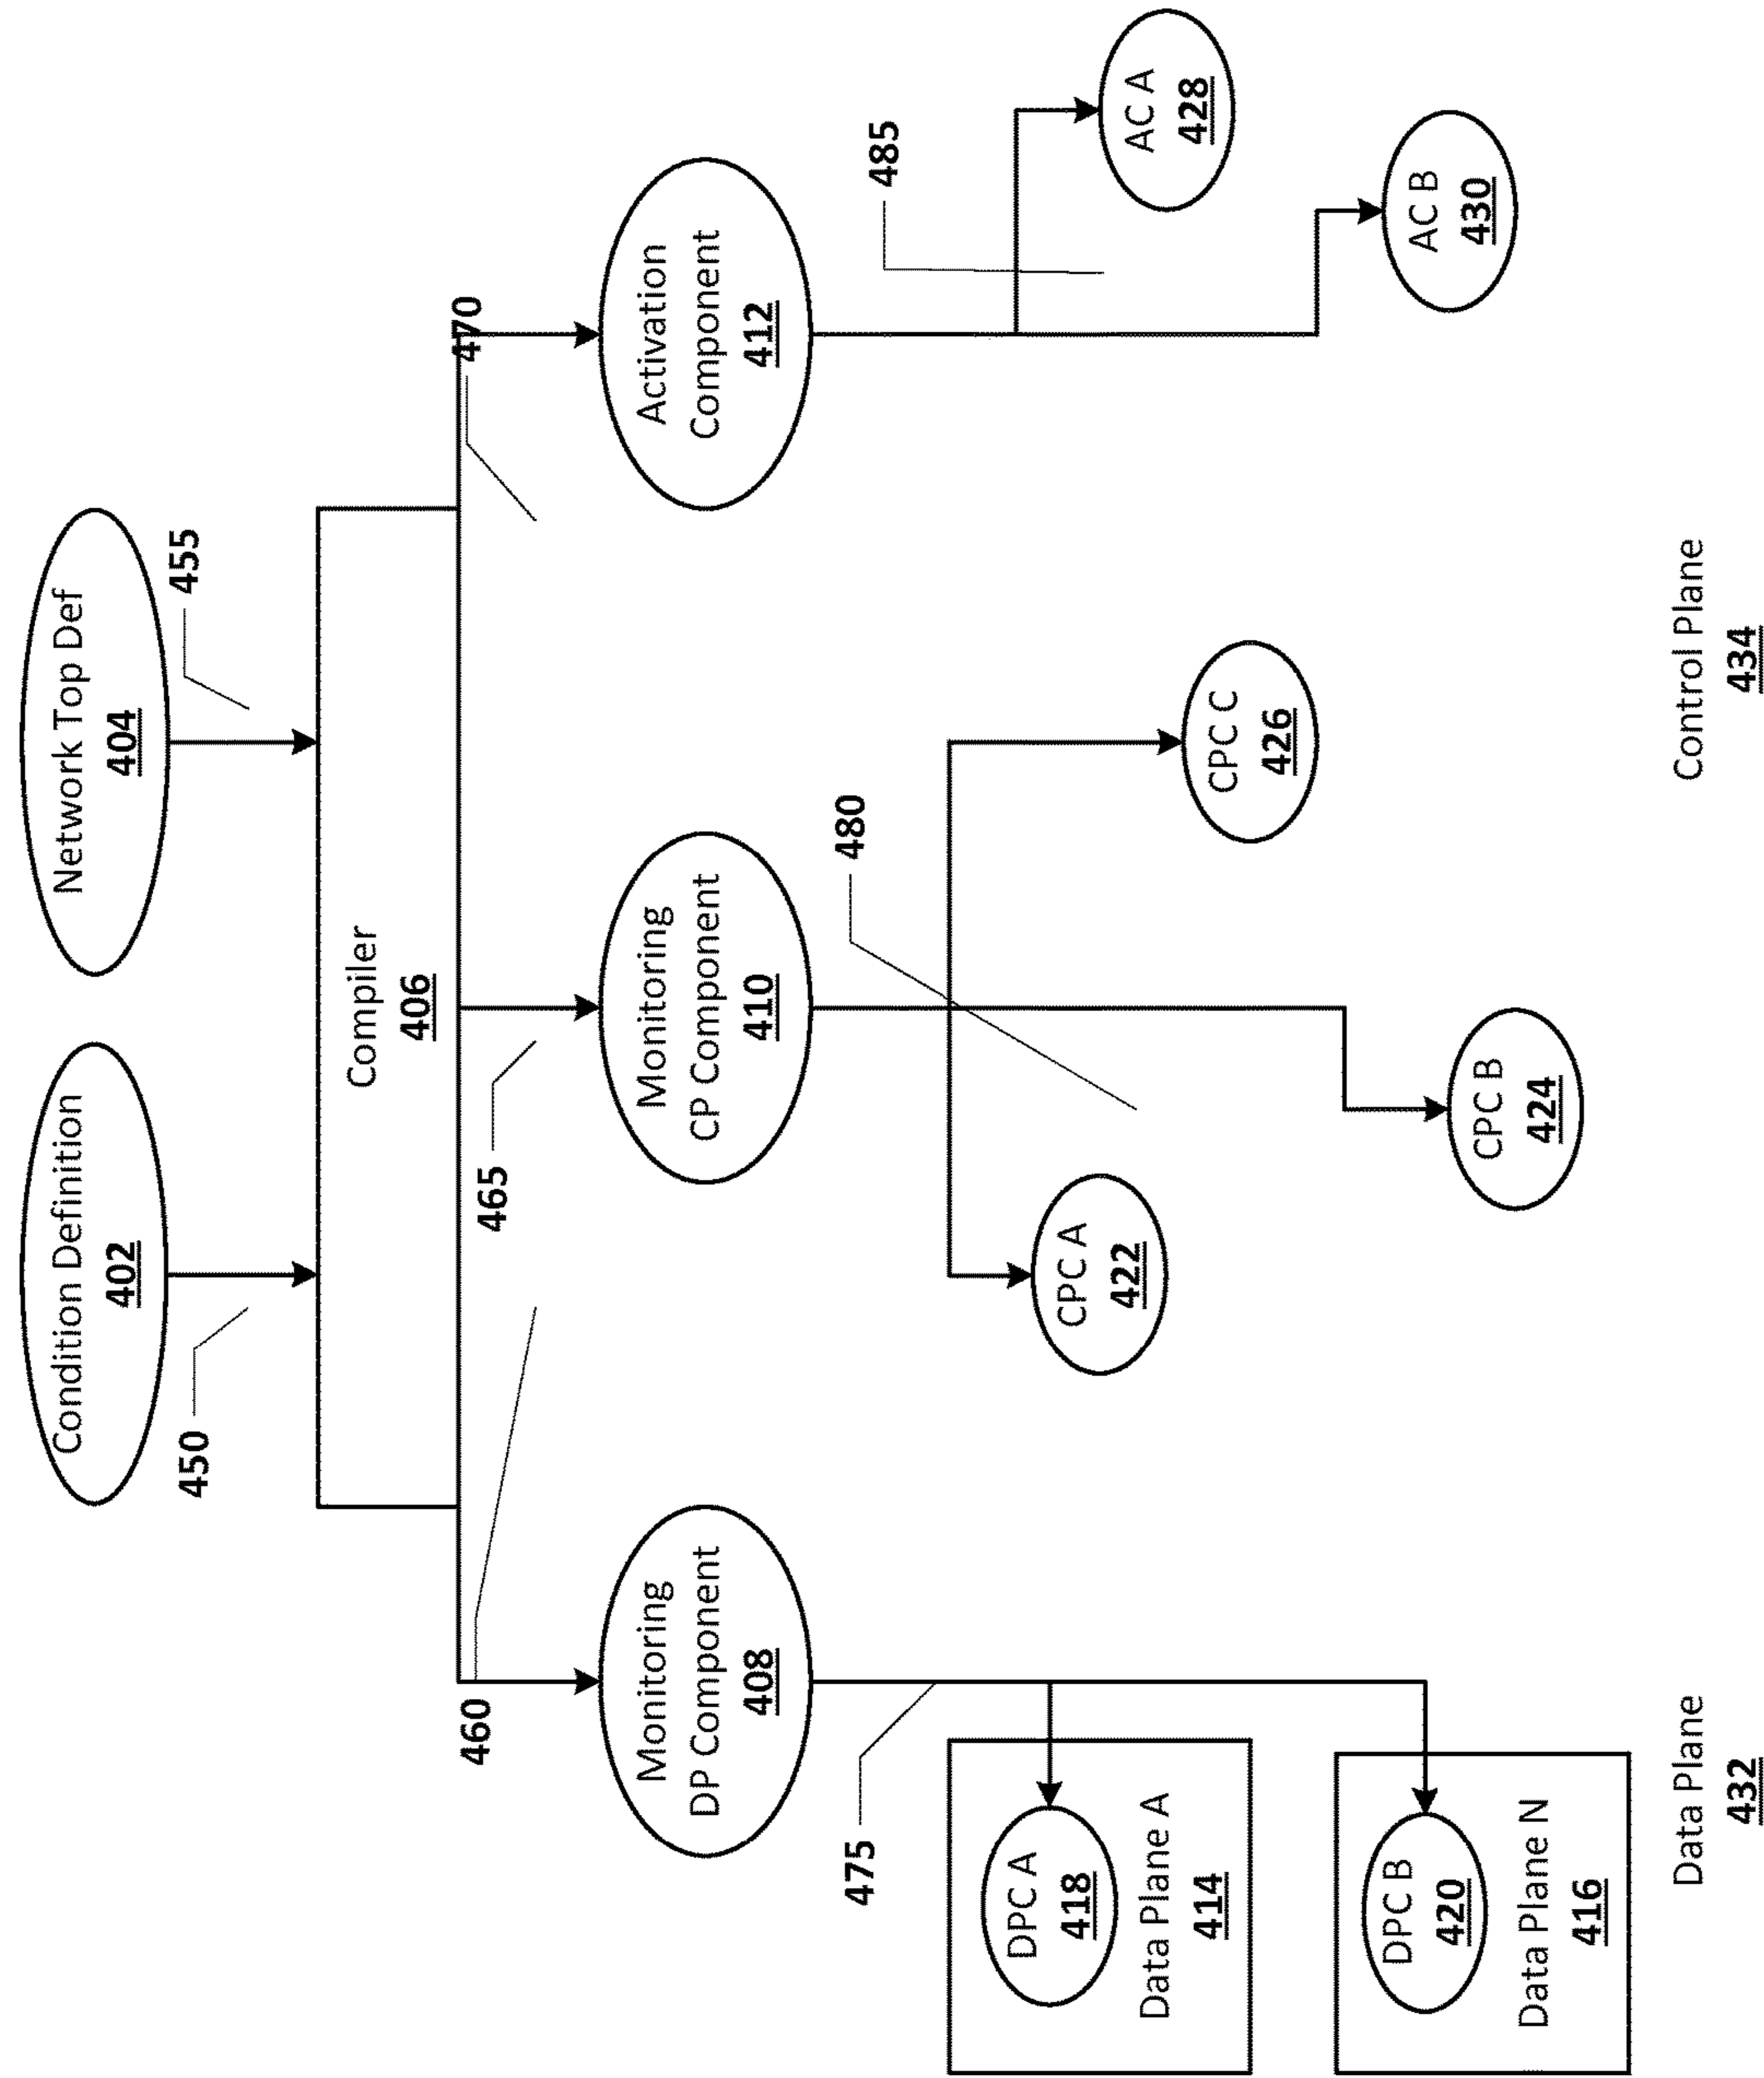 Condition Definition
402
Network Top Def
404
450
455
Compiler
406
460
465
470
Monitoring
DP Component
408
Monitoring
CP Component
410
Activation
Component
412
475
480
485
DPC A
418
Data Plane A
414
DPC B
420
Data Plane N
416
CPC A
422
CPC B
424
CPC C
426
AC A
428
AC B
430
Data Plane
432
Control Plane
434